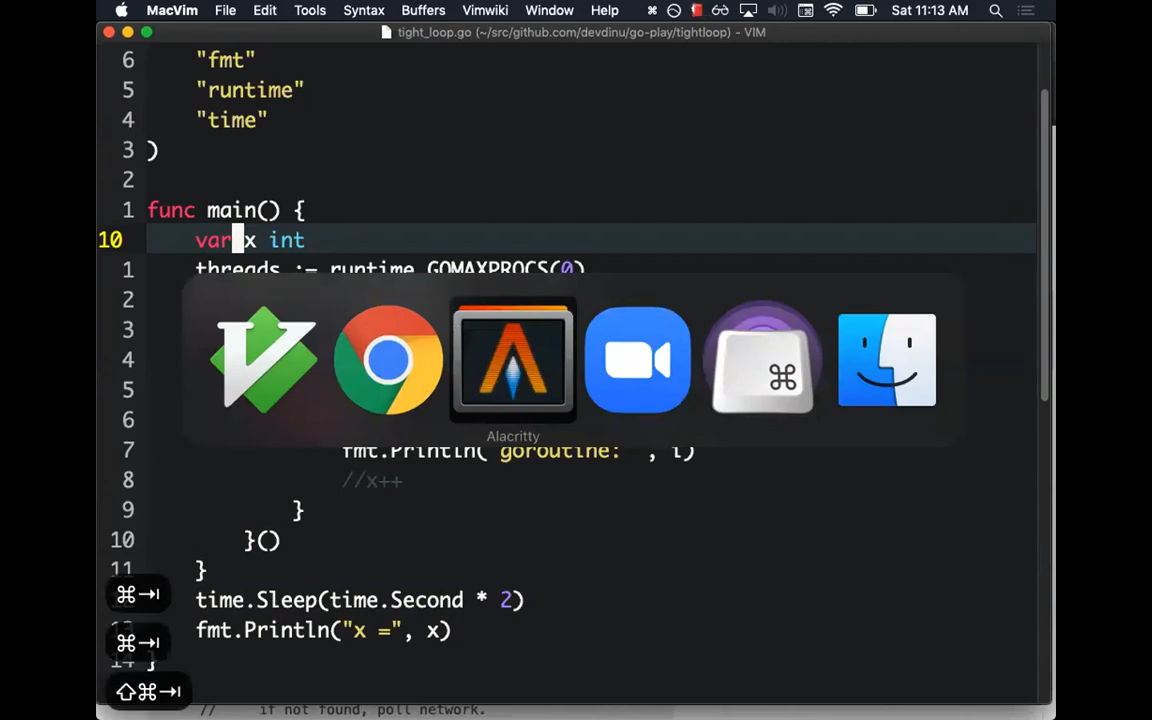 MacVim File Edit Tools Syntax Buffers Vimwiki Window Help Sat 11:13 AM
tight_loop.go (~/src/github.com/devdinu/go-play/tightloop) - VIM
6 "fmt"
5 "runtime"
4 "time"
3 )
2
1 func main() {
10 var x int
1 threads := runtime.GOMAXPROCS(0)
2
3
4
5
6
Alacritty
7 fmt.Println("goroutine: ", i)
8 //x++
9 }
10 }()
11 }
time.Sleep(time.Second * 2)
fmt.Println("x =", x)
14 }
⌘⇥
⌘⇥
⇧⌘⇥
// if not found, poll network.